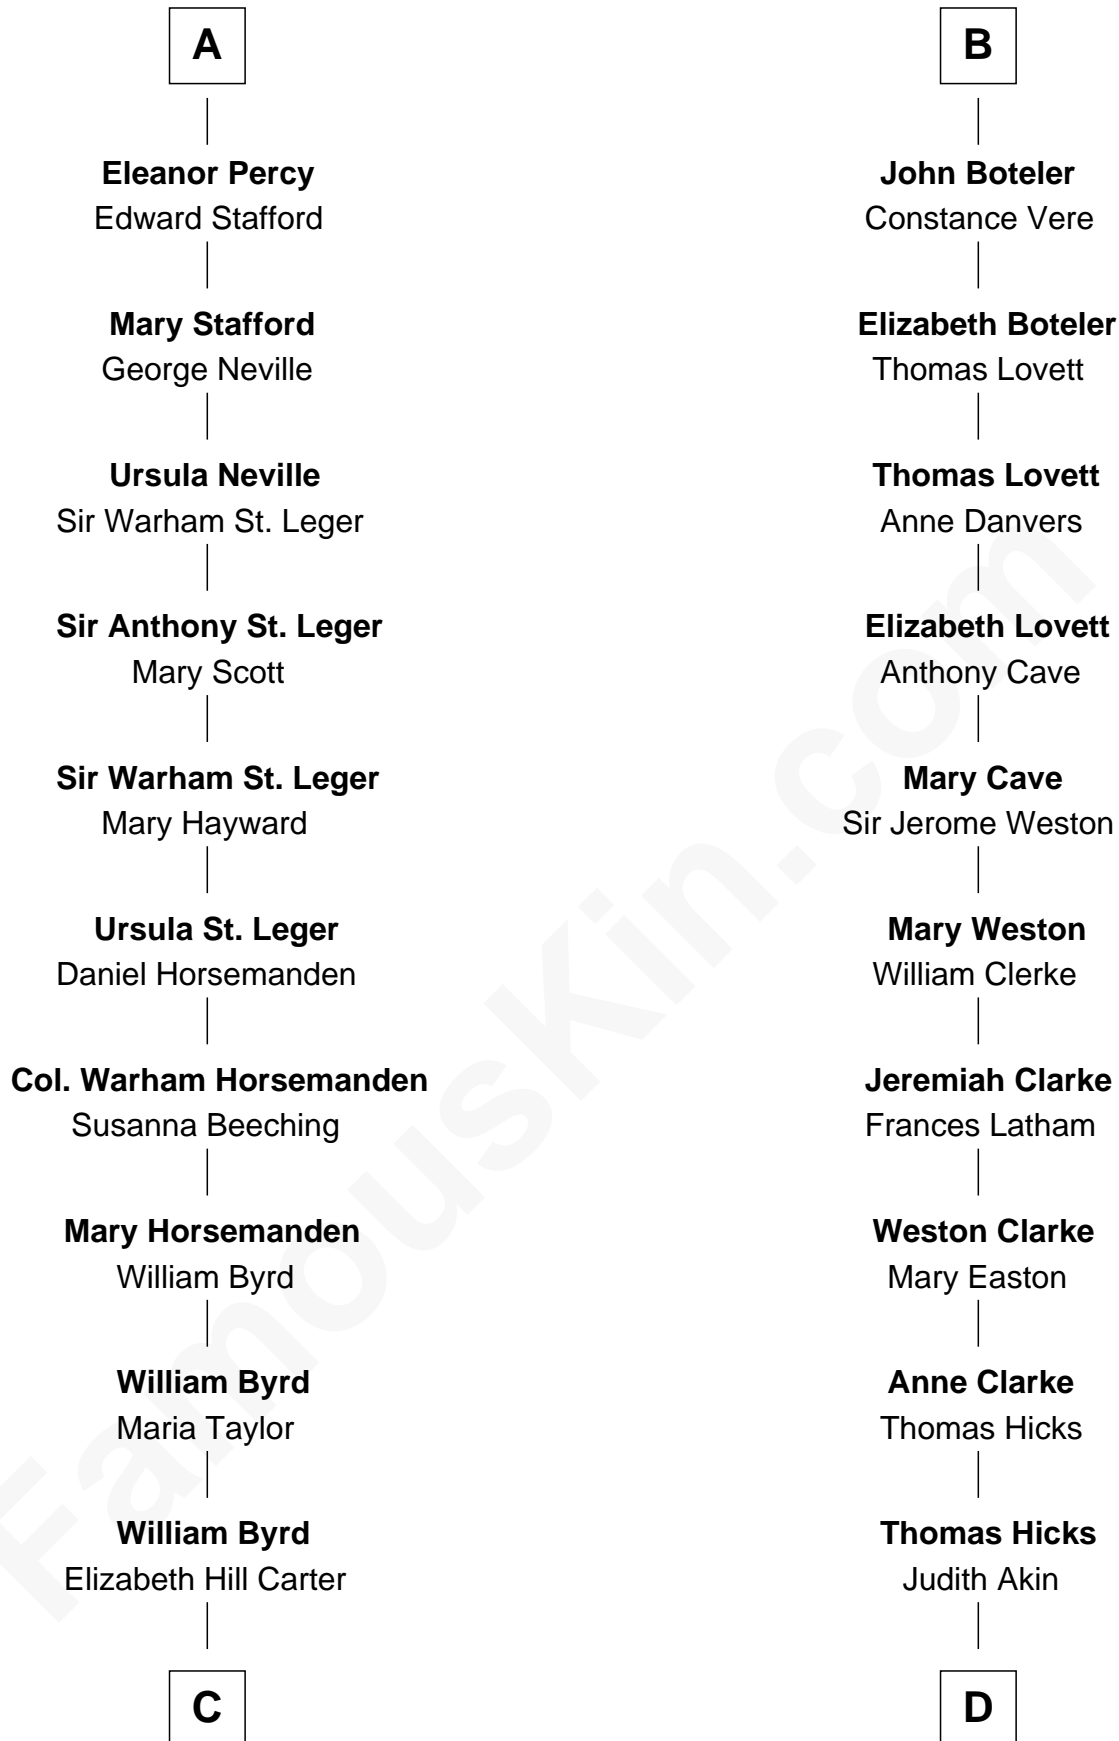 A
Eleanor Percy
Edward Stafford
Mary Stafford
George Neville
Ursula Neville
Sir Warham St. Leger
Sir Anthony St. Leger
Mary Scott
Sir Warham St. Leger
Mary Hayward
Ursula St. Leger
Daniel Horsemanden
Col. Warham Horsemanden
Susanna Beeching
Mary Horsemanden
William Byrd
William Byrd
Maria Taylor
William Byrd
Elizabeth Hill Carter
C
B
John Boteler
Constance Vere
Elizabeth Boteler
Thomas Lovett
Thomas Lovett
Anne Danvers
Elizabeth Lovett
Anthony Cave
Mary Cave
Sir Jerome Weston
Mary Weston
William Clerke
Jeremiah Clarke
Frances Latham
Weston Clarke
Mary Easton
Anne Clarke
Thomas Hicks
Thomas Hicks
Judith Akin
D
FamousKin.com